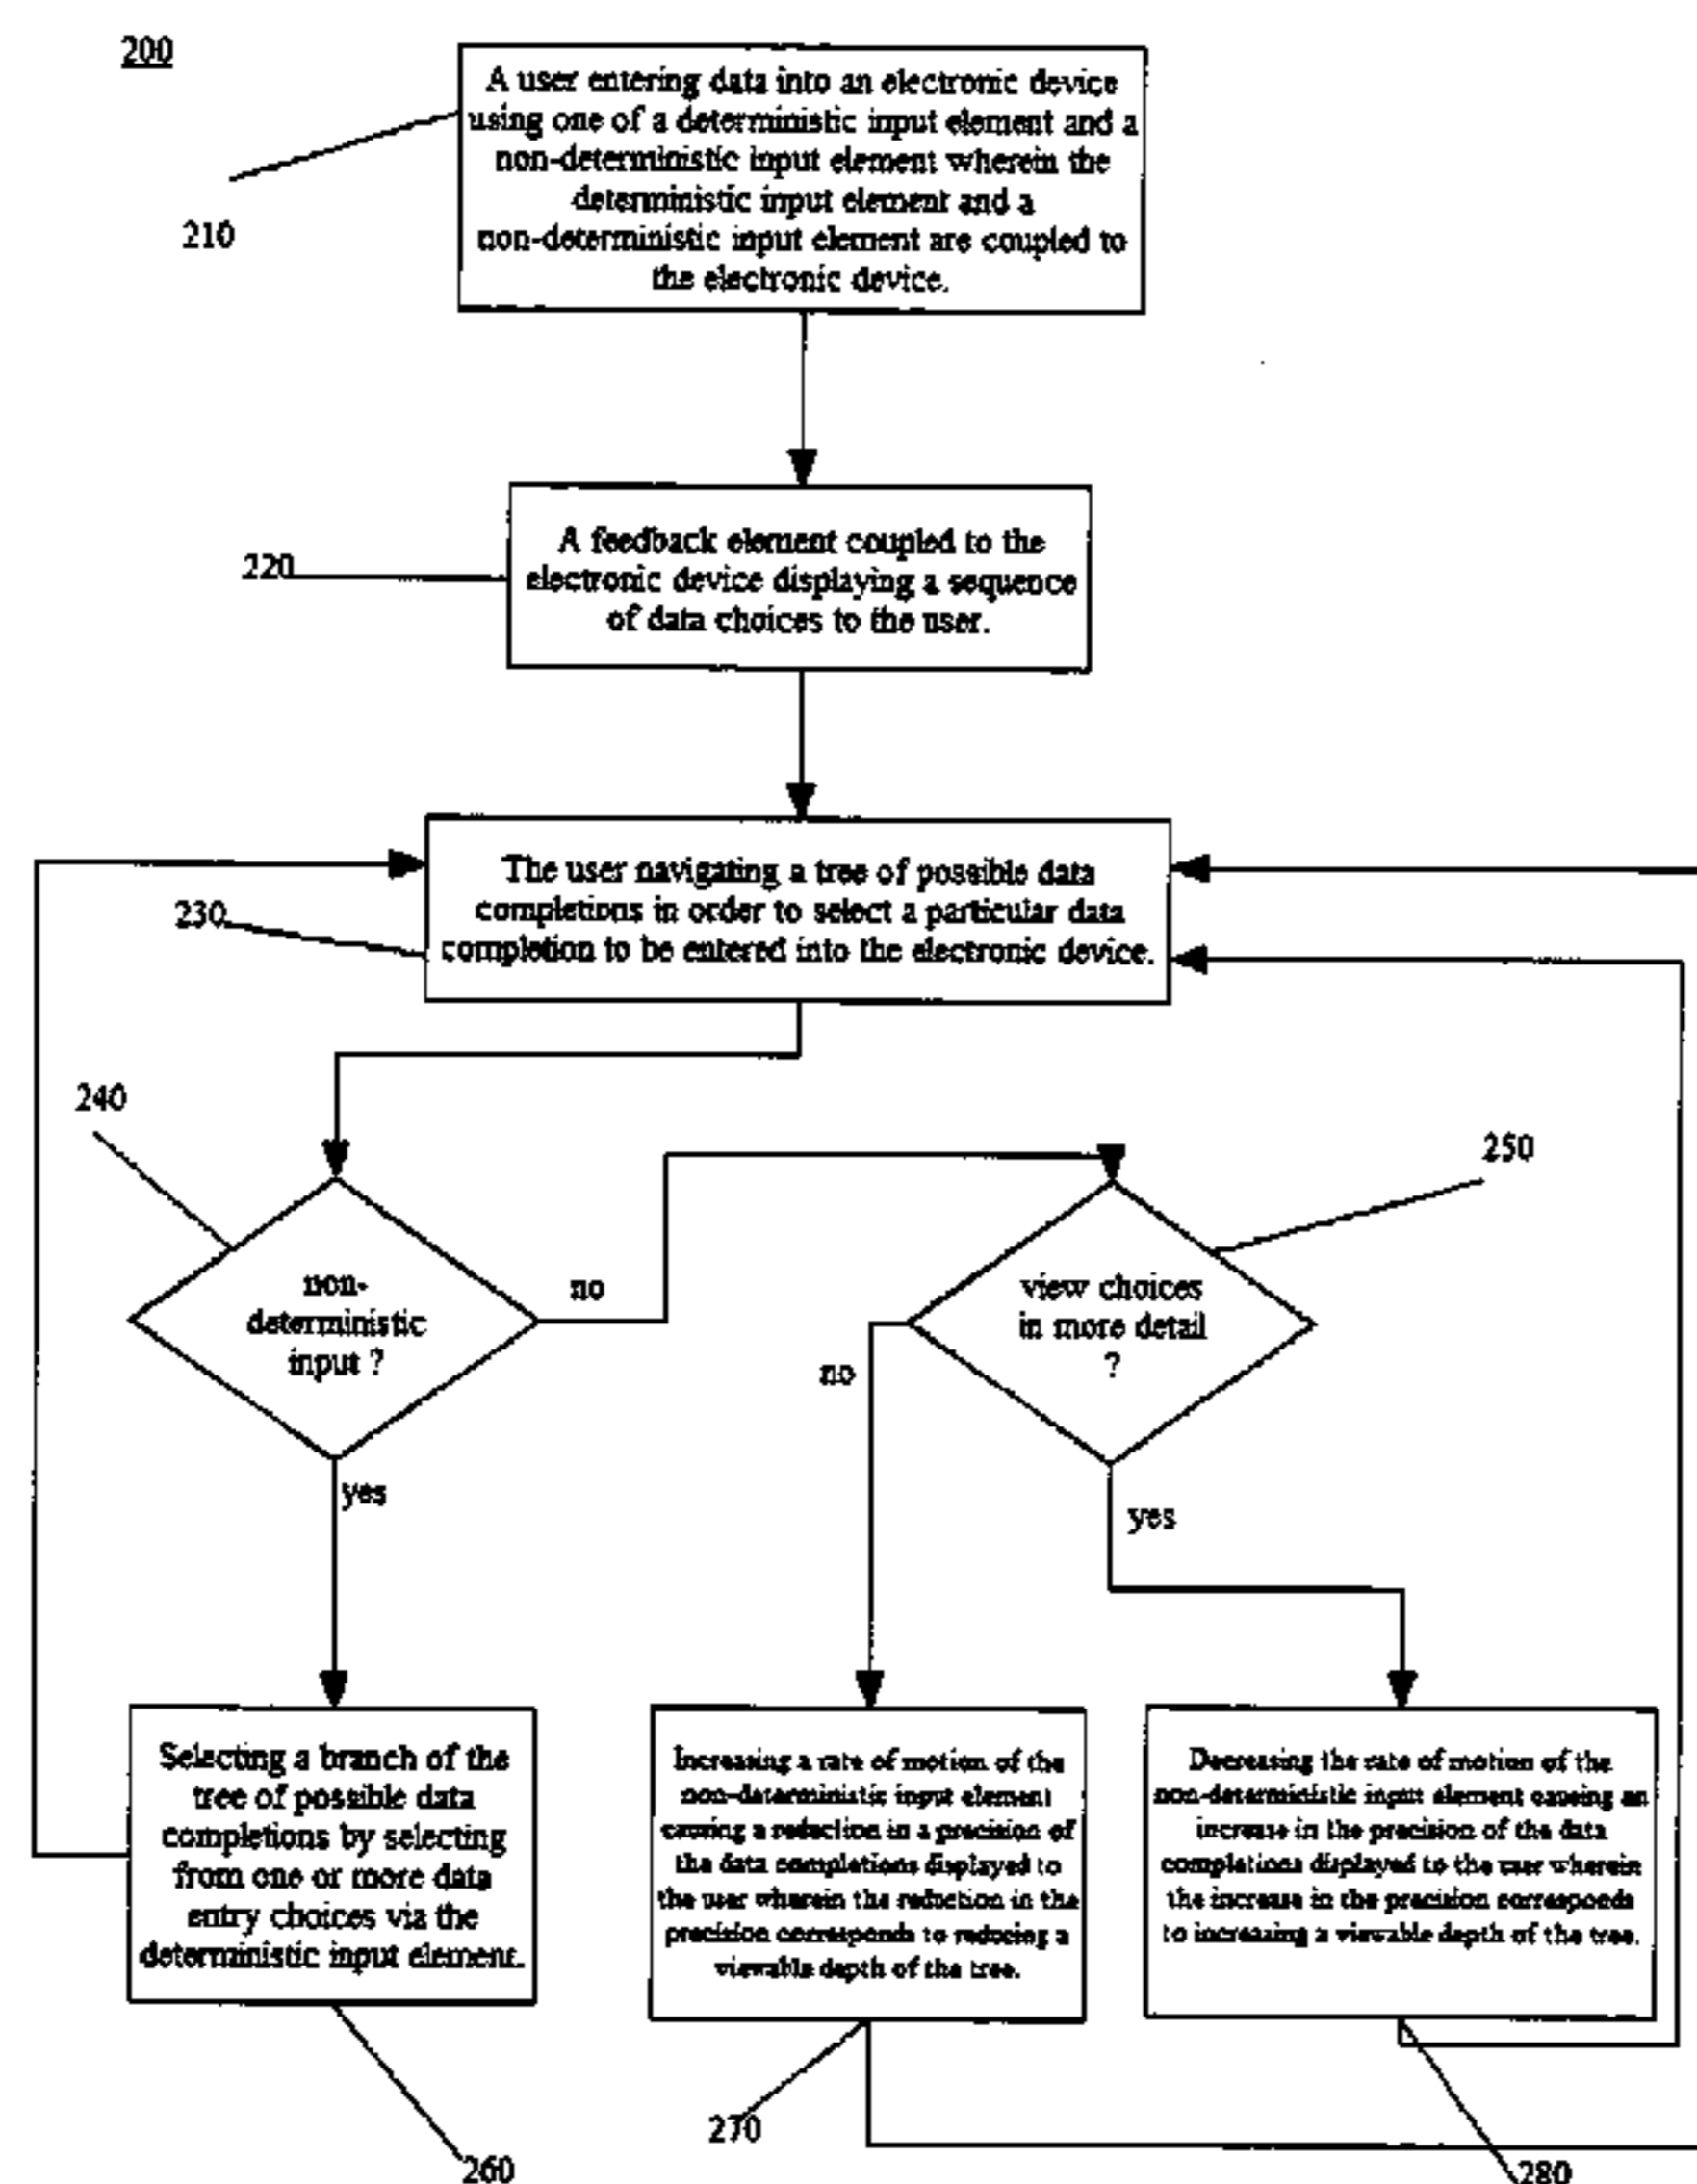 200
A user entering data into an electronic device
using one of a deterministic input element and a
non-deterministic input element wherein the
deterministic input element and a
non-deterministic input element are coupled to
the electronic device.
210
A feedback element coupled to the
electronic device displaying a sequence
of data choices to the user.
220
The user navigating a tree of possible data
completions in order to select a particular data
completion to be entered into the electronic device.
230
240
250
non-
deterministic
input ?
no
view choices
in more detail
?
no
yes
yes
Selecting a branch of the
tree of possible data
completions by selecting
from one or more data
entry choices via the
deterministic input element.
Increasing a rate of motion of the
non-deterministic input element
causing a reduction in a precision of
the data completions displayed to
the user wherein the reduction in the
precision corresponds to reducing a
viewable depth of the tree.
Decreasing the rate of motion of the
non-deterministic input element causing an
increase in the precision of the data
completions displayed to the user wherein
the increase in the precision corresponds
to increasing a viewable depth of the tree.
270
260
280